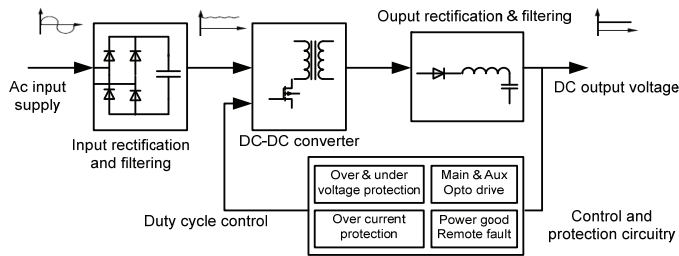 Ouput rectification & filtering
Ac input
supply
DC output voltage
Input rectification
and filtering
DC-DC converter
Over & under
voltage protection
Main & Aux
Opto drive
Duty cycle control
Over current
protection
Power good
Remote fault
Control and
protection circuitry